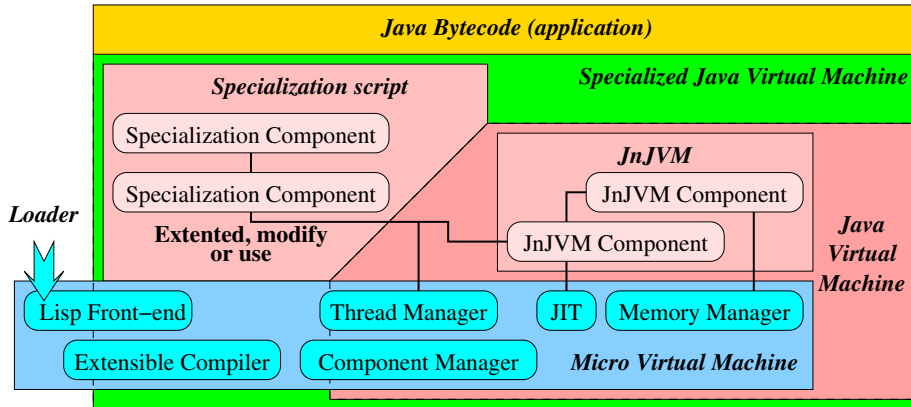 Java Bytecode (application)
Specialized Java Virtual Machine
Specialization script
Specialization Component
Specialization Component
Extented, modify
or use
JnJVM
JnJVM Component
JnJVM Component
Java
Virtual
Machine
Loader
Lisp Front-end
Thread Manager
JIT
Memory Manager
Extensible Compiler
Component Manager
Micro Virtual Machine